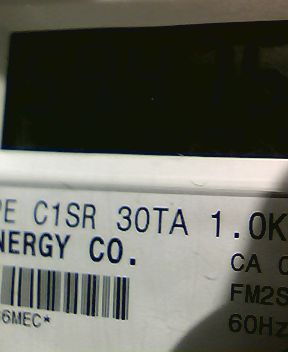 PE C1SR 30TA 1.0K
NERGY CO.
CA
FM2S
6MEC*
60Hz